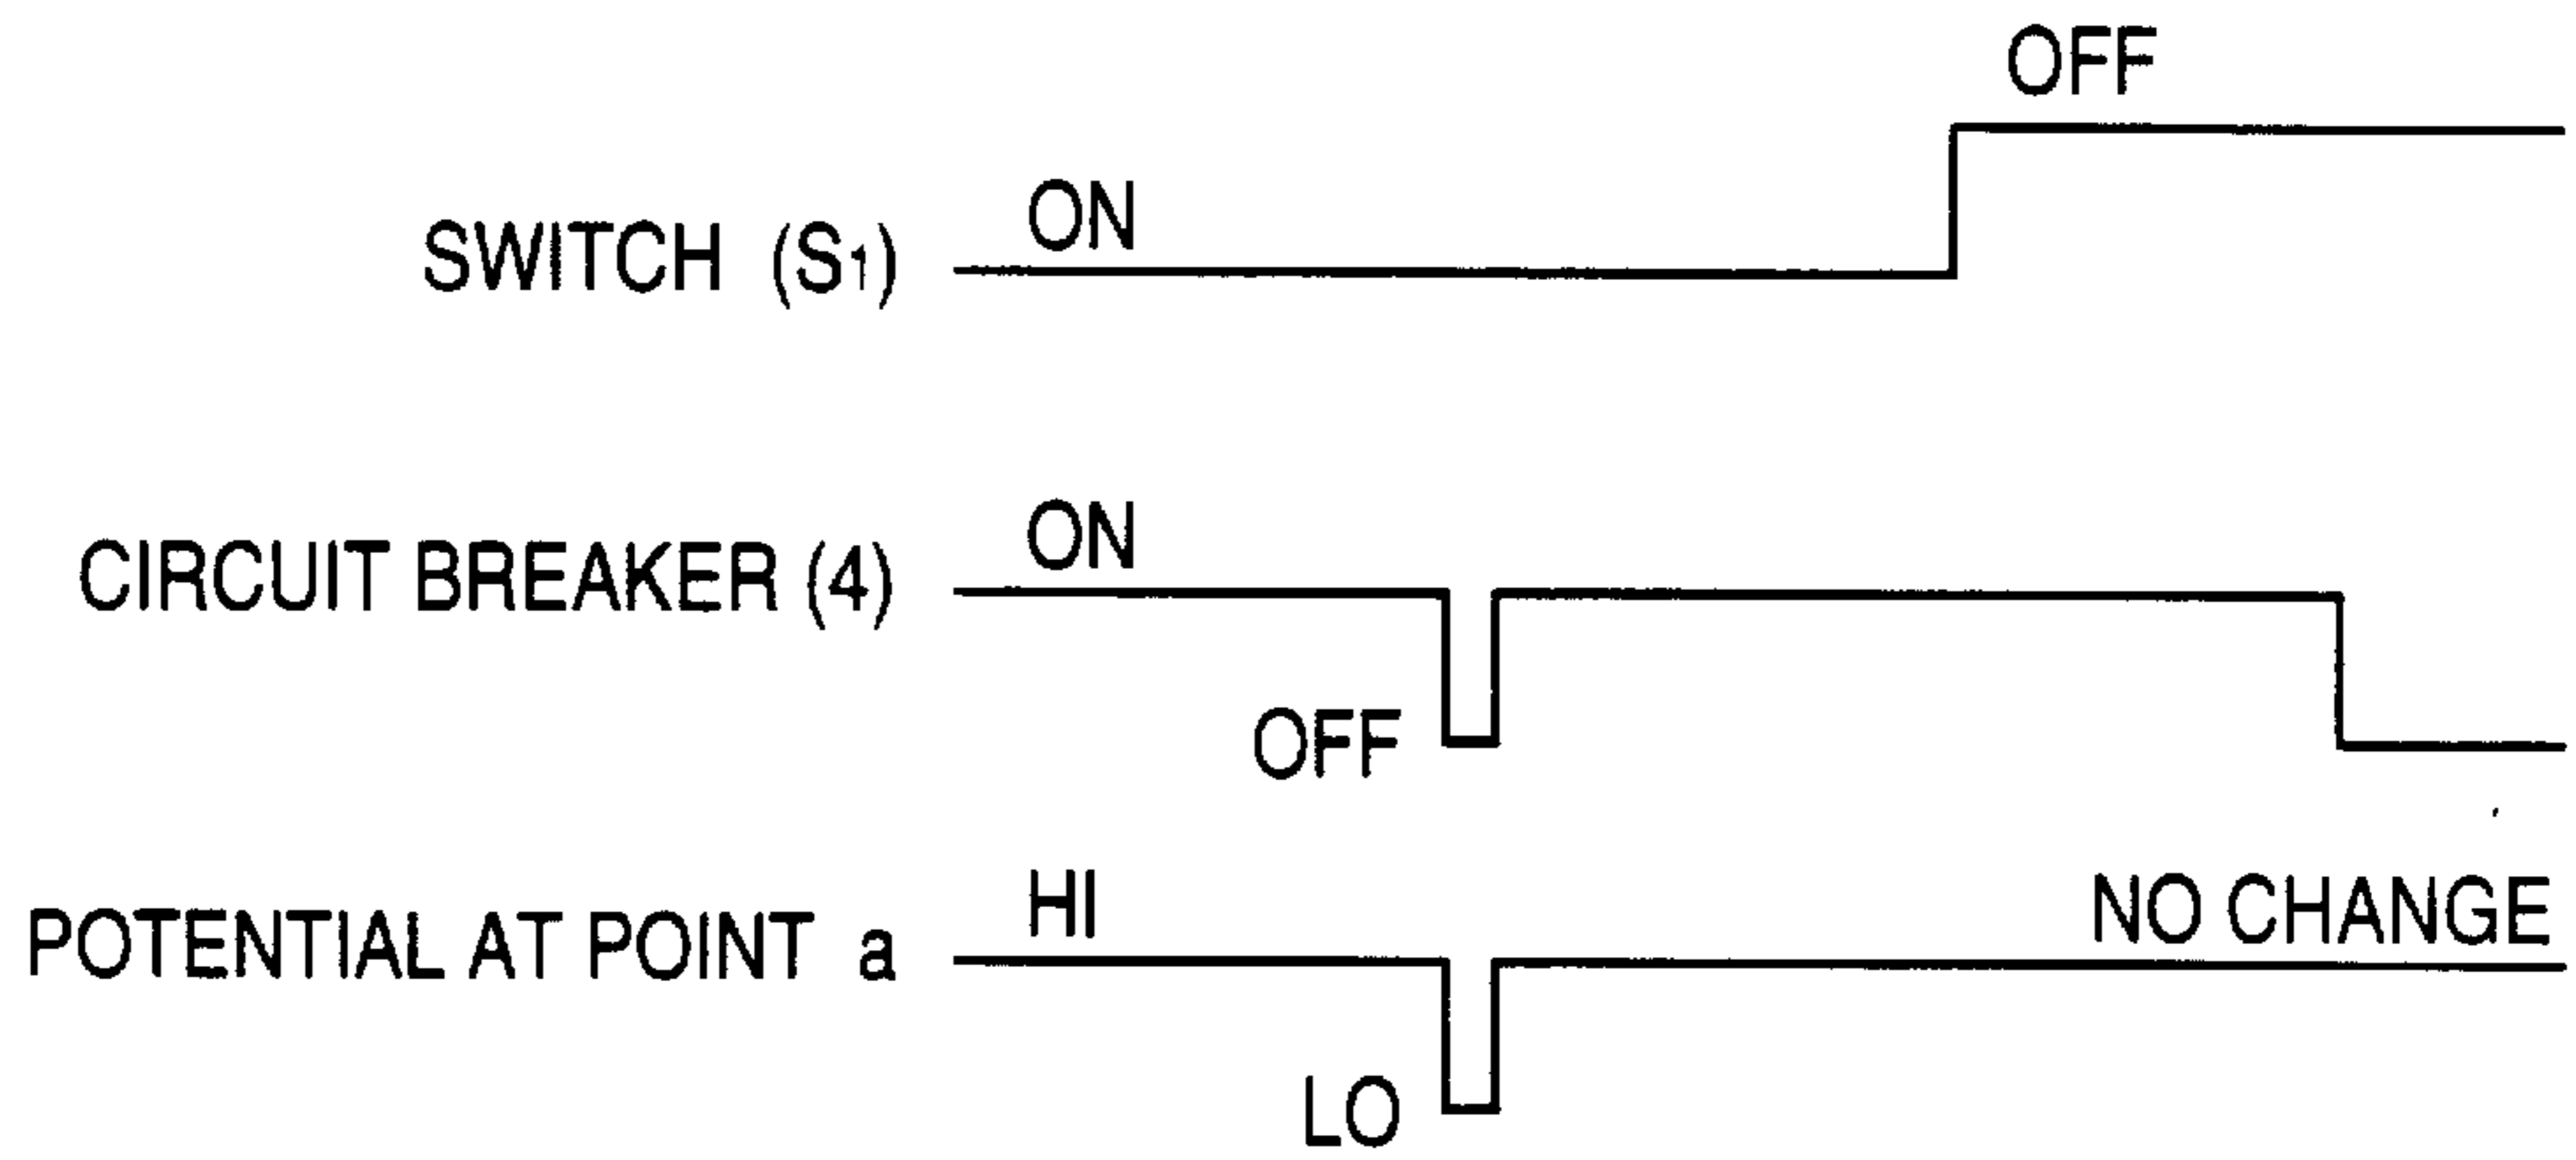 OFF
ON
SWITCH (S1)
ON
CIRCUIT BREAKER (4)
OFF
HI
NO CHANGE
POTENTIAL AT POINT a
LO